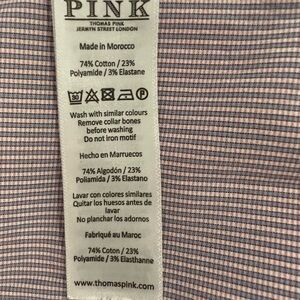 PINK
THOMAS PINK
JERMYN STREET LONDON
Made in Morocco
74% Cotton / 23%
Polyamide / 3% Elastane
30
Wash with similar colours
Remove collar bones
before washing
Do not iron motif
Hecho en Marruecos
74% Algodón / 23%
Poliamida / 3% Elastano
Lavar con colores similares
Quitar los huesos antes de
lavar
No planchar los adornos
Fabriqué au Maroc
74% Coton / 23%
Polyamide / 3% Elasthanne
www.thomaspink.com